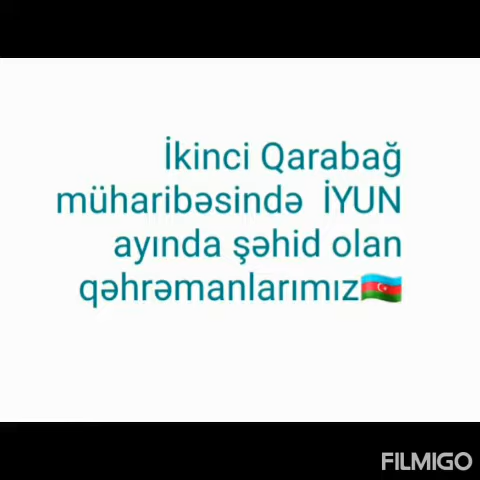 İkinci Qarabağ
müharibəsində İYUN
ayında şəhid olan
qəhrəmanlarımız🇦🇿
FILMIGO